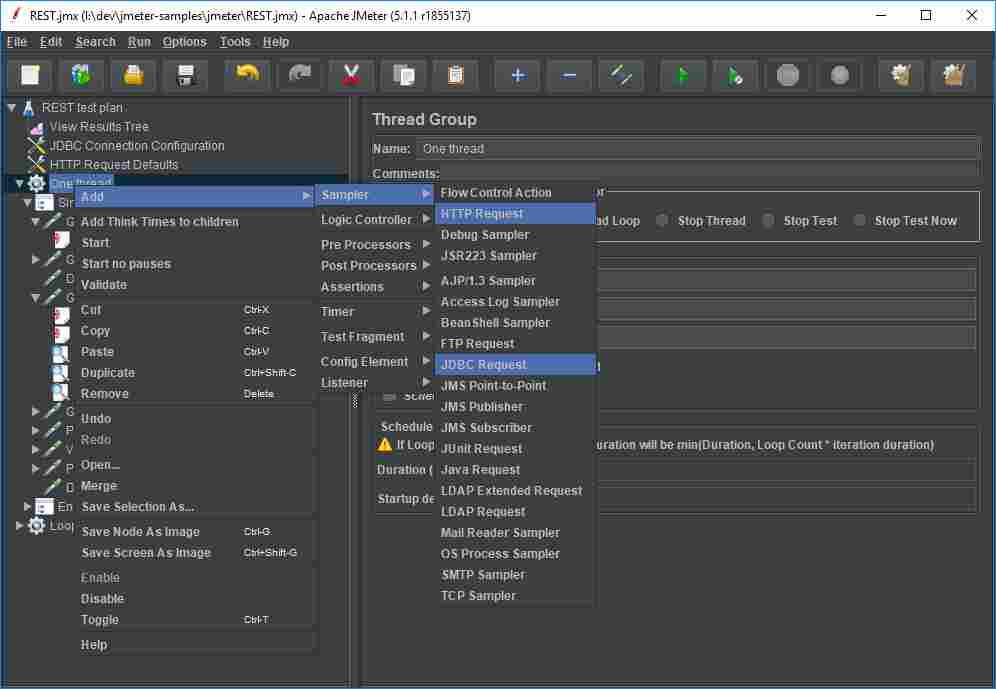 REST.jmx (I:\dev\jmeter-samples\jmeter\REST.jmx) - Apache JMeter (5.1.1 r1855137)
File Edit Search Run Options Tools Help
REST test plan
View Results Tree
JDBC Connection Configuration
HTTP Request Defaults
One thread
Sir
G
G
D
G
G
P
V
P
D
En
Loop
Add
Add Think Times to children
Start
Start no pauses
Validate
Cut Ctrl-X
Copy Ctrl-C
Paste Ctrl-V
Duplicate Ctrl+Shift-C
Remove Delete
Undo
Redo
Open...
Merge
Save Selection As...
Save Node As Image Ctrl-G
Save Screen As Image Ctrl+Shift-G
Enable
Disable
Toggle Ctrl-T
Help
Sampler
Logic Controller
Pre Processors
Post Processors
Assertions
Timer
Test Fragment
Config Element
Listener
Flow Control Action
HTTP Request
Debug Sampler
JSR223 Sampler
AJP/1.3 Sampler
Access Log Sampler
BeanShell Sampler
FTP Request
JDBC Request
JMS Point-to-Point
JMS Publisher
JMS Subscriber
JUnit Request
Java Request
LDAP Extended Request
LDAP Request
Mail Reader Sampler
OS Process Sampler
SMTP Sampler
TCP Sampler
Thread Group
Name: One thread
Comments:
or
ad Loop Stop Thread Stop Test Stop Test Now
Sche
Schedule
If Loop uration will be min(Duration, Loop Count * iteration duration)
Duration (
Startup de